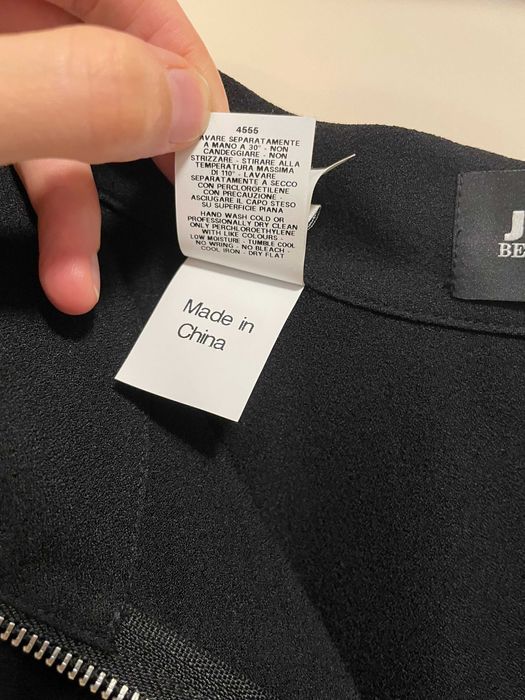 4555
LAVARE SEPARATAMENTE
A MANO A 30° - NON
CANDEGGIARE - NON
STRIZZARE - STIRARE ALLA
TEMPERATURA MASSIMA
DI 110° - LAVARE
SEPARATAMENTE A SECCO
CON PERCLOROETILENE
CON PRECAUZIONE -
ASCIUGARE IL CAPO STESO
SU SUPERFICIE PIANA
HAND WASH COLD OR
PROFESSIONALLY DRY CLEAN
ONLY PERCHLOROETHYLENE
WITH LIKE COLOURS -
LOW MOISTURE - TUMBLE COOL
NO WRING - NO BLEACH -
COOL IRON - DRY FLAT
Made in
China
J
BE